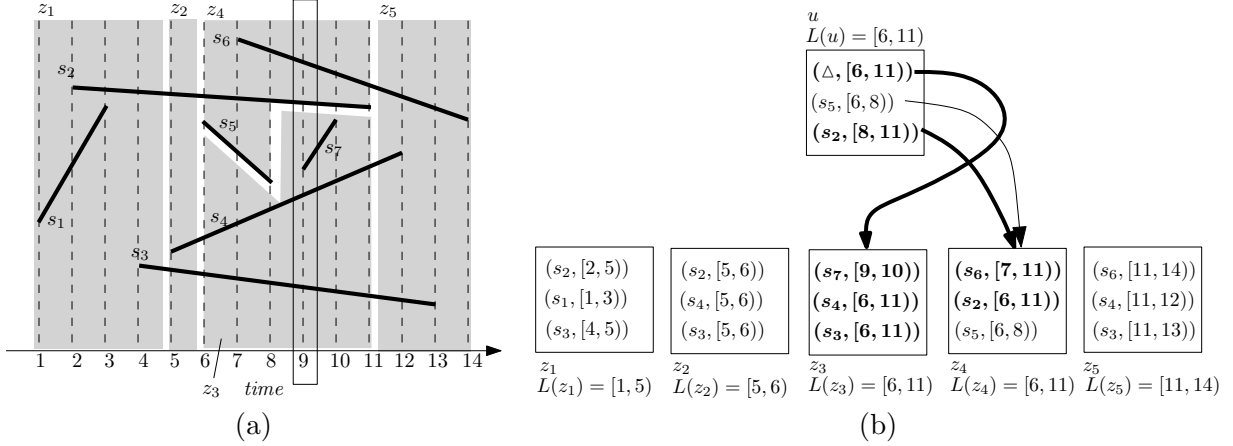 z1 z2 z4 z5
s6
s2
s5
s7
s1
s4
s3
1 2 3 4 5 6 7 8 9 10 11 12 13 14
z3 time
(a)
u
L(u) = [6, 11)
(△, [6, 11))
(s5, [6, 8))
(s2, [8, 11))
(s2, [2, 5))
(s1, [1, 3))
(s3, [4, 5))
z1
L(z1) = [1, 5)
(s2, [5, 6))
(s4, [5, 6))
(s3, [5, 6))
z2
L(z2) = [5, 6)
(s7, [9, 10))
(s4, [6, 11))
(s3, [6, 11))
z3
L(z3) = [6, 11)
(s6, [7, 11))
(s2, [6, 11))
(s5, [6, 8))
z4
L(z4) = [6, 11)
(s6, [11, 14))
(s4, [11, 12))
(s3, [11, 13))
z5
L(z5) = [11, 14)
(b)